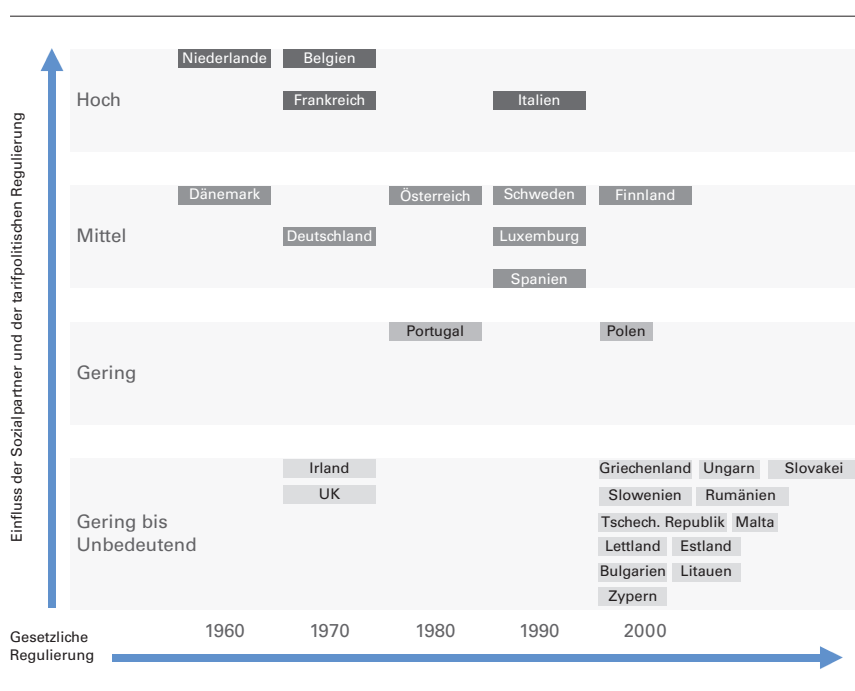 Einfluss der Sozialpartner und der tarifpolitischen Regulierung
Hoch
Niederlande
Belgien
Frankreich
Italien
Mittel
Dänemark
Österreich
Schweden
Finnland
Deutschland
Luxemburg
Spanien
Gering
Portugal
Polen
Gering bis
Unbedeutend
Irland
UK
Griechenland
Ungarn
Slovakei
Slowenien
Rumänien
Tschech. Republik
Malta
Lettland
Estland
Bulgarien
Litauen
Zypern
1960
1970
1980
1990
2000
Gesetzliche
Regulierung